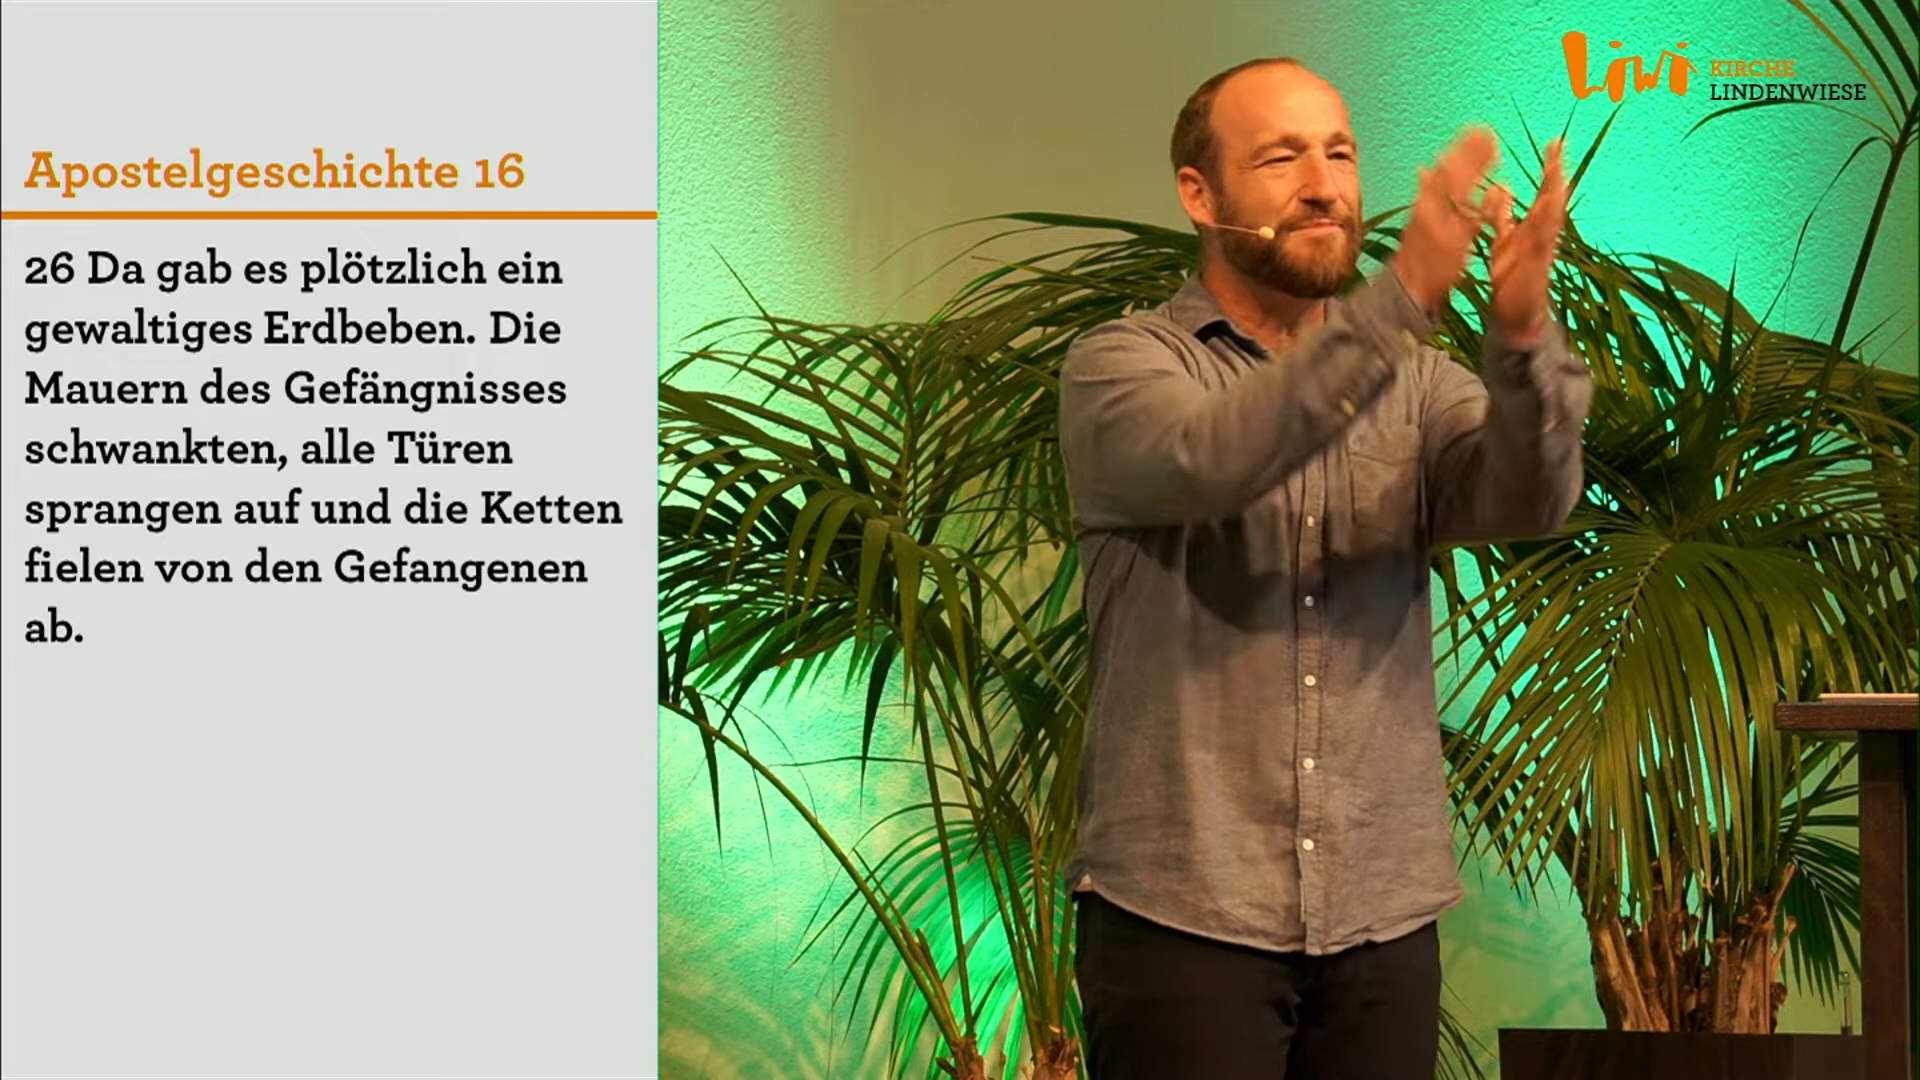 Apostelgeschichte 16
26 Da gab es plötzlich ein
gewaltiges Erdbeben. Die
Mauern des Gefängnisses
schwankten, alle Türen
sprangen auf und die Ketten
fielen von den Gefangenen
ab.
Liwi
KIRCHE
LINDENWIESE